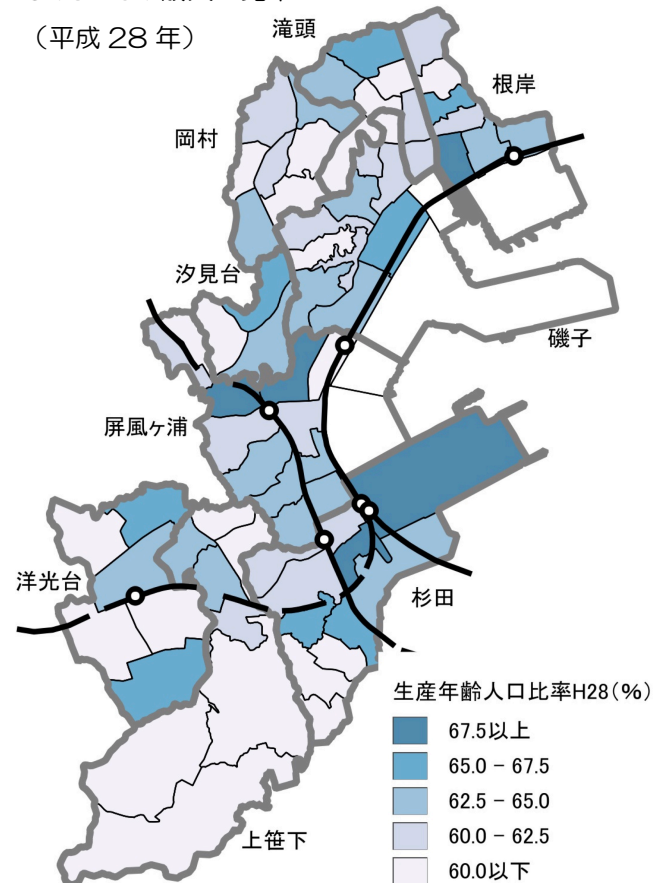 （平成 28 年）
滝頭
根岸
岡村
汐見台
磯子
屏風ヶ浦
洋光台
杉田
上笹下
生産年齢人口比率H28(%)
67.5以上
65.0 − 67.5
62.5 − 65.0
60.0 − 62.5
60.0以下